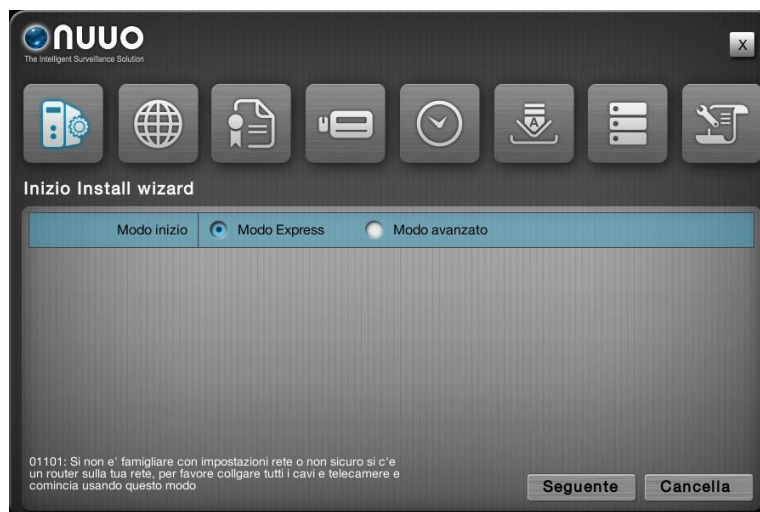 nuuo
The Intelligent Surveillance Solution
X
A
Inizio Install wizard
Modo inizio
Modo Express
Modo avanzato
01101: Si non e' famigliare con impostazioni rete o non sicuro si c'e
un router sulla tua rete, per favore collgare tutti i cavi e telecamere e
comincia usando questo modo
Seguente
Cancella